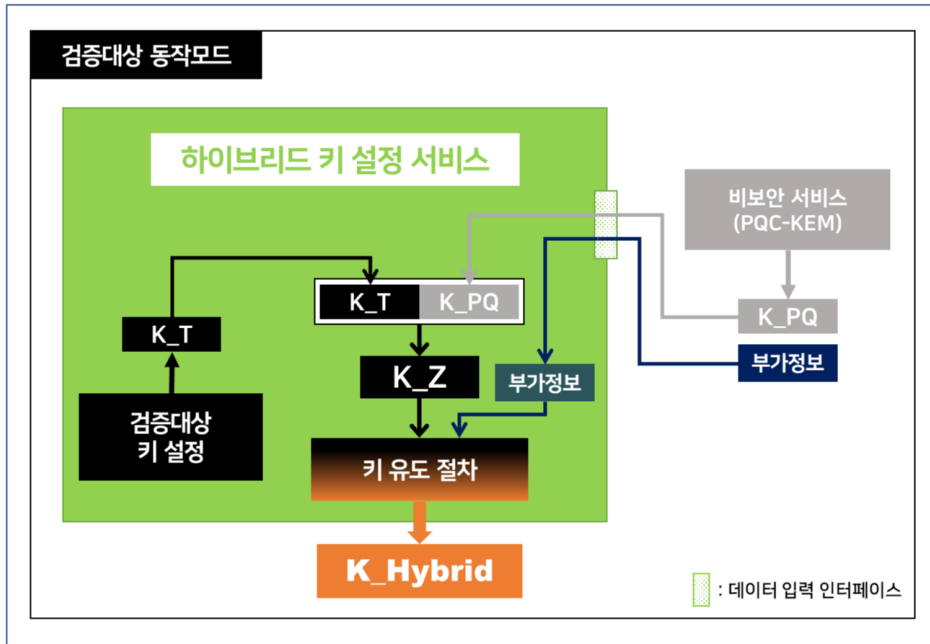 검증대상 동작모드
하이브리드 키 설정 서비스
비보안 서비스
(PQC-KEM)
K_T
K_PQ
K_PQ
K_T
부가정보
K_Z
부가정보
검증대상
키 설정
키 유도 절차
K_Hybrid
: 데이터 입력 인터페이스